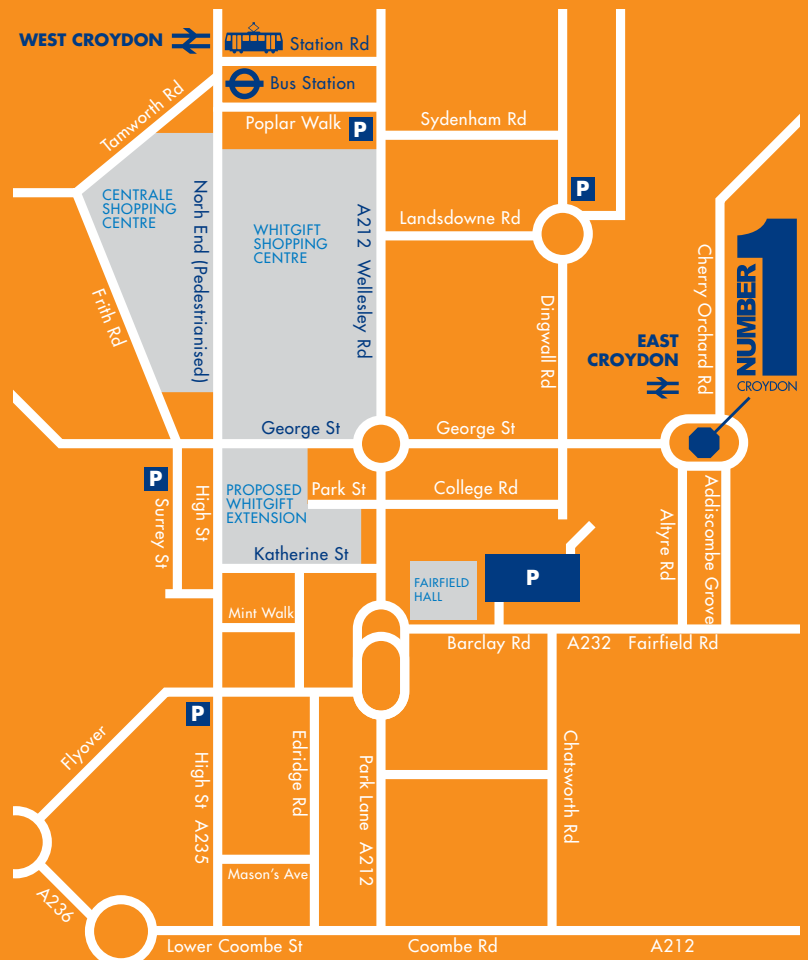 WEST CROYDON
Station Rd
Bus Station
Tamworth Rd
Poplar Walk
P
Sydenham Rd
P
CENTRALE
SHOPPING
CENTRE
Norh End (Pedestrianised)
WHITGIFT
SHOPPING
CENTRE
A212 Wellesley Rd
Landsdowne Rd
Frith Rd
Dingwall Rd
Cherry Orchard Rd
NUMBER 1
CROYDON
EAST
CROYDON
George St
George St
P
Surrey St
High St
PROPOSED
WHITGIFT
EXTENSION
Park St
College Rd
Altyre Rd
Addiscombe Grove
Katherine St
FAIRFIELD
HALL
P
Mint Walk
Barclay Rd
A232
Fairfield Rd
P
Flyover
High St A235
Edridge Rd
Park Lane A212
Chatsworth Rd
Mason's Ave
A236
Lower Coombe St
Coombe Rd
A212